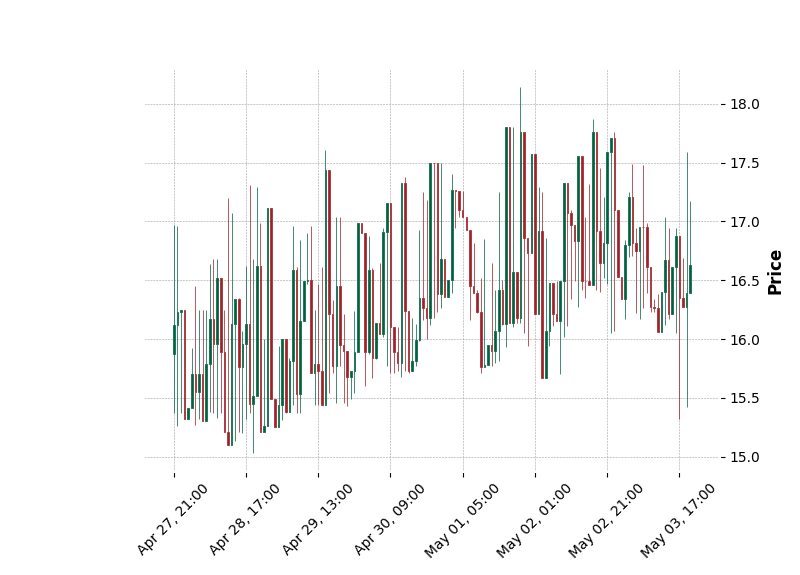 18.0
17.5
17.0
16.5
16.0
15.5
15.0
Price
Apr 27, 21:00
Apr 28, 17:00
Apr 29, 13:00
Apr 30, 09:00
May 01, 05:00
May 02, 01:00
May 02, 21:00
May 03, 17:00